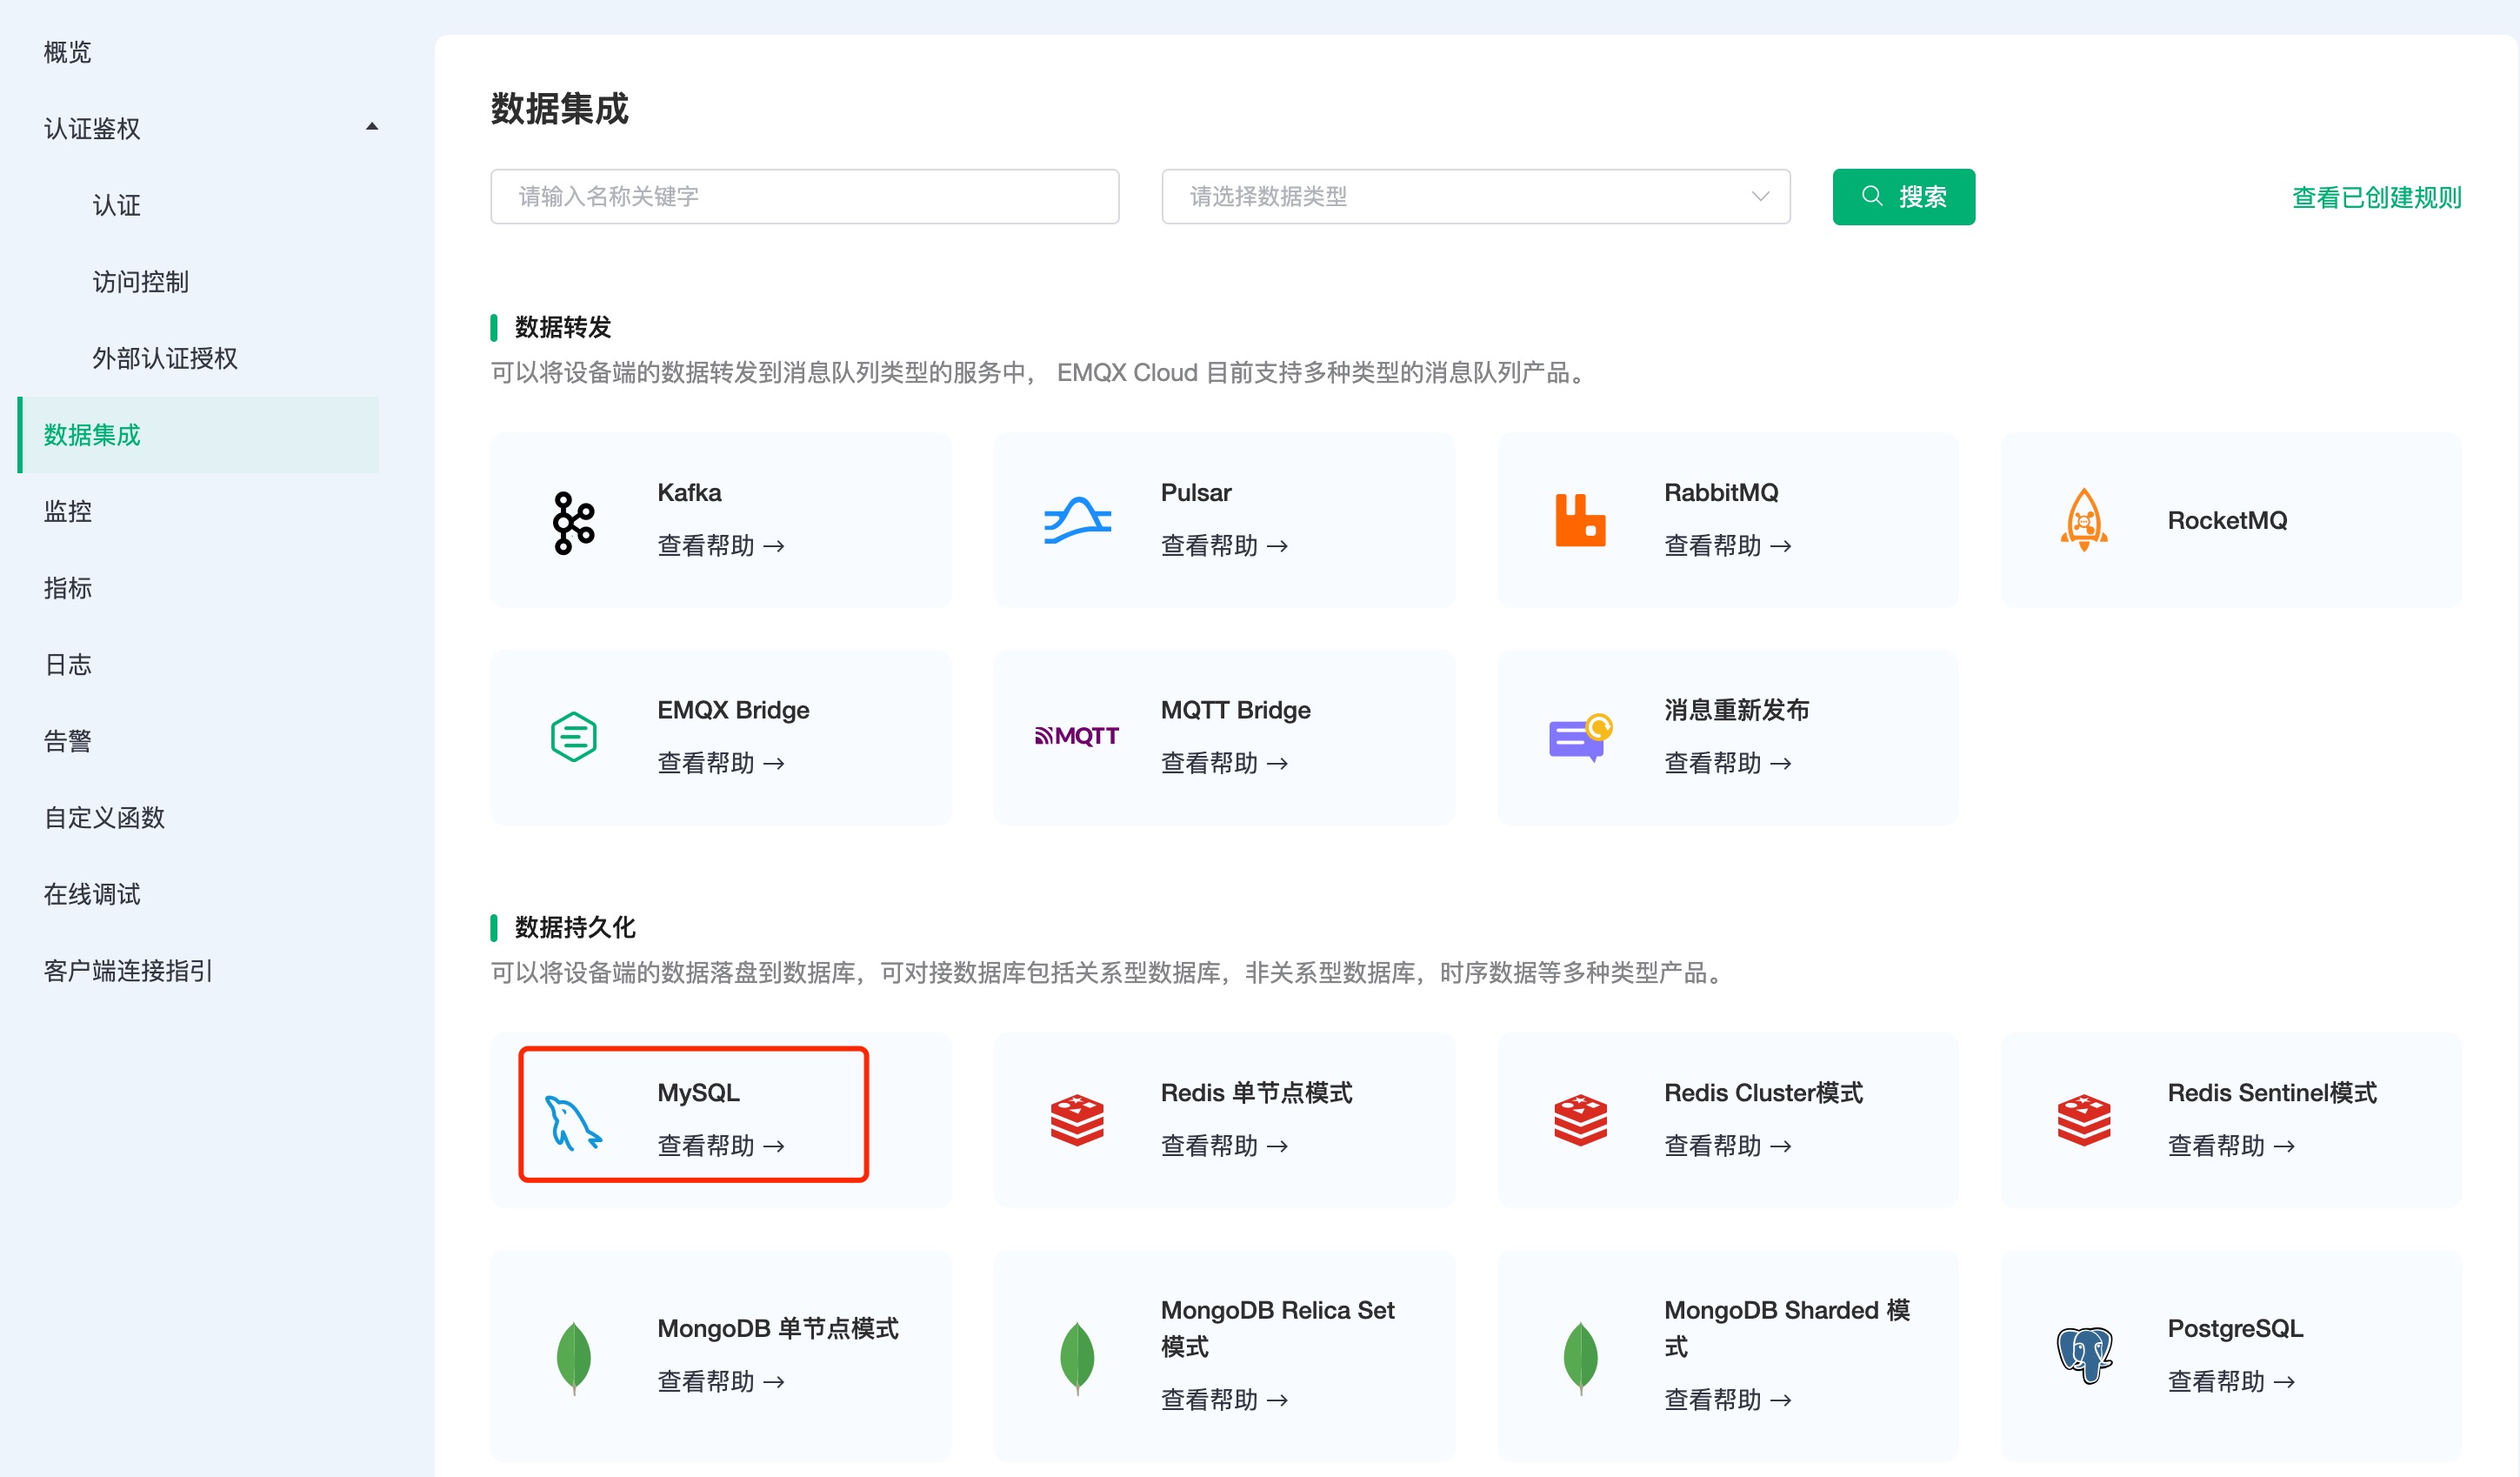 概览
认证鉴权
认证
访问控制
外部认证授权
数据集成
监控
指标
日志
告警
自定义函数
在线调试
客户端连接指引
数据集成
请输入名称关键字
请选择数据类型
搜索
查看已创建规则
数据转发
可以将设备端的数据转发到消息队列类型的服务中， EMQX Cloud 目前支持多种类型的消息队列产品。
Kafka
查看帮助 →
Pulsar
查看帮助 →
RabbitMQ
查看帮助 →
RocketMQ
EMQX Bridge
查看帮助 →
MQTT
MQTT Bridge
查看帮助 →
消息重新发布
查看帮助 →
数据持久化
可以将设备端的数据落盘到数据库，可对接数据库包括关系型数据库，非关系型数据库，时序数据等多种类型产品。
MySQL
查看帮助 →
Redis 单节点模式
查看帮助 →
Redis Cluster模式
查看帮助 →
Redis Sentinel模式
查看帮助 →
MongoDB 单节点模式
查看帮助 →
MongoDB Relica Set
模式
查看帮助 →
MongoDB Sharded 模
式
查看帮助 →
PostgreSQL
查看帮助 →